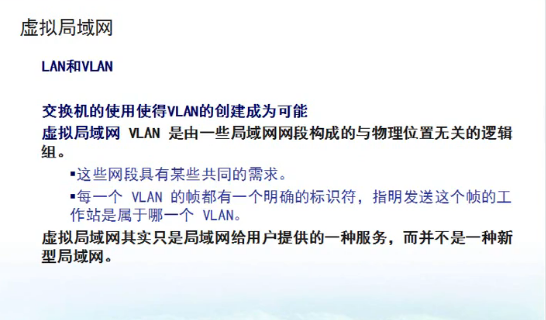 虚拟局域网
LAN和VLAN
交换机的使用使得VLAN的创建成为可能
虚拟局域网 VLAN 是由一些局域网网段构成的与物理位置无关的逻辑
组。
▪这些网段具有某些共同的需求。
▪每一个 VLAN 的帧都有一个明确的标识符，指明发送这个帧的工
作站是属于哪一个 VLAN。
虚拟局域网其实只是局域网给用户提供的一种服务，而并不是一种新
型局域网。